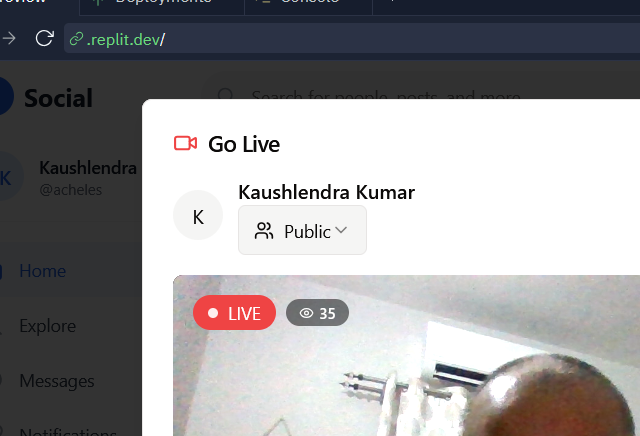 Deployments
Console
.replit.dev/
Social
Search for people, posts, and more
Go Live
Kaushlendra
@acheles
K
Kaushlendra Kumar
K
Public
Home
LIVE
35
Explore
Messages
Notifications